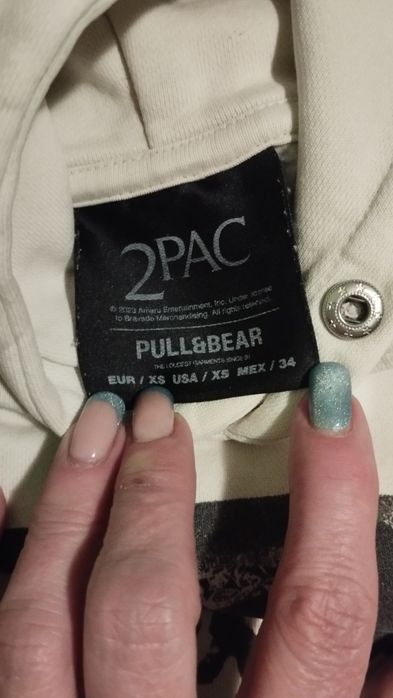 2PAC
© 2023 Amaru Entertainment, Inc. Under license
to Bravado Merchandising. All rights reserved.
PULL&BEAR
THE LOUDEST GARMENTS SINCE 91
EUR / XS USA / XS MEX / 34